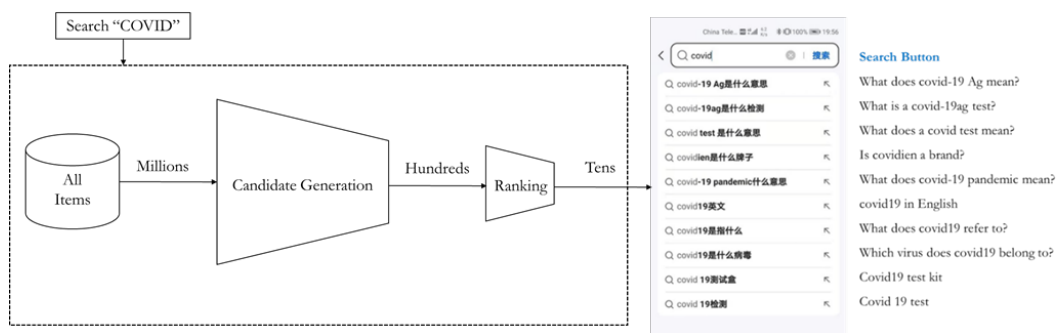 Search “COVID”
All
Items
Millions
Candidate Generation
Hundreds
Ranking
Tens
China Tele..
100%
19:56
covid
搜索
covid-19 Ag是什么意思
covid-19ag是什么检测
covid test 是什么意思
covidien是什么牌子
covid-19 pandemic什么意思
covid19英文
covid19是指什么
covid19是什么病毒
covid 19测试盒
covid 19检测
Search Button
What does covid-19 Ag mean?
What is a covid-19ag test?
What does a covid test mean?
Is covidien a brand?
What does covid-19 pandemic mean?
covid19 in English
What does covid19 refer to?
Which virus does covid19 belong to?
Covid19 test kit
Covid 19 test